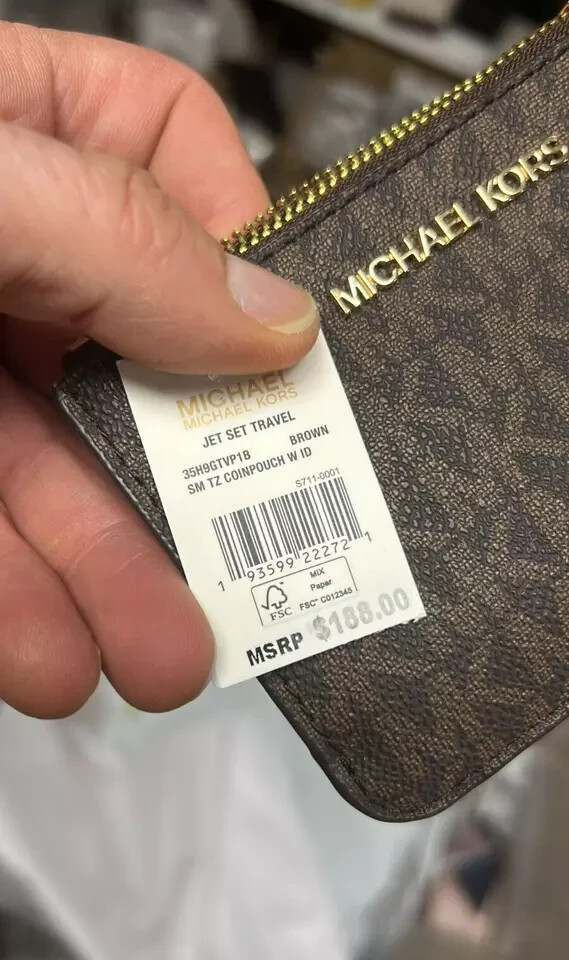 MICHAEL KORS
MICHAEL
MICHAEL KORS
JET SET TRAVEL
35H9GTVP1B BROWN
SM TZ COINPOUCH W ID
S711-0001
1 93599 22272 1
MIX
Paper
FSC FSC™ C012345
MSRP $188.00